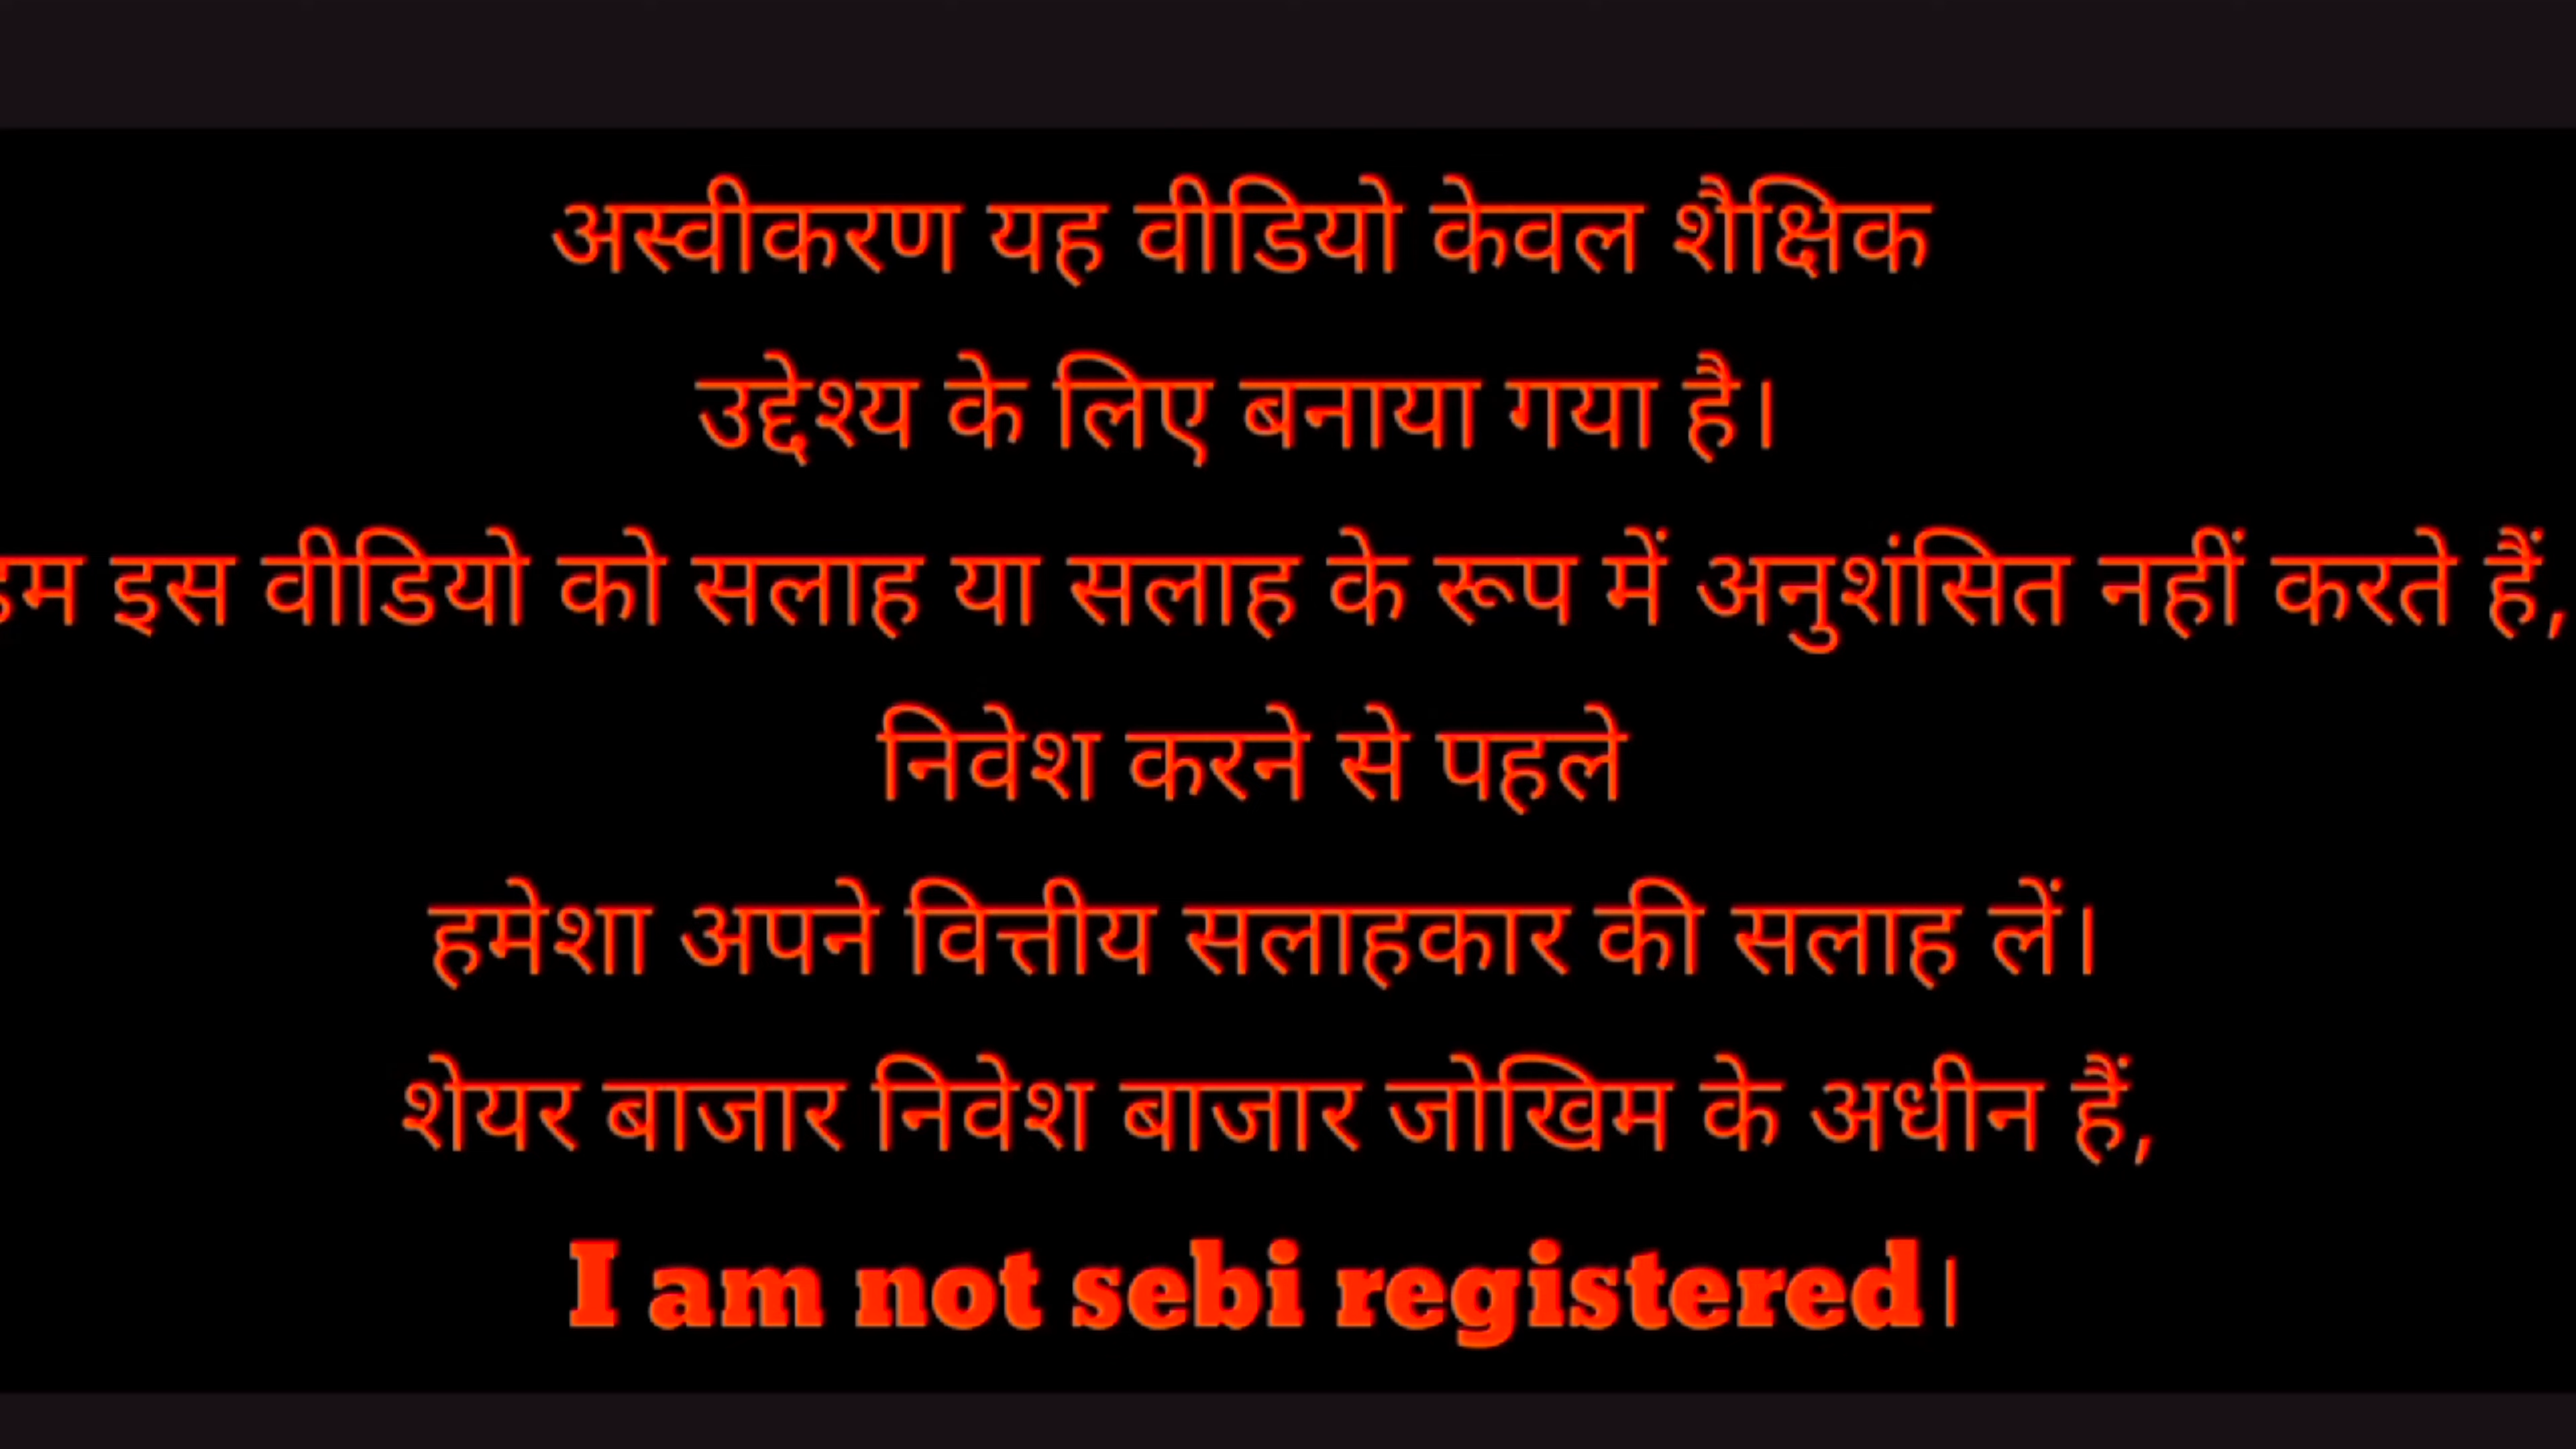 अस्वीकरण यह वीडियो केवल शैक्षिक
उद्देश्य के लिए बनाया गया है।
हम इस वीडियो को सलाह या सलाह के रूप में अनुशंसित नहीं करते हैं,
निवेश करने से पहले
हमेशा अपने वित्तीय सलाहकार की सलाह लें।
शेयर बाजार निवेश बाजार जोखिम के अधीन हैं,
I am not sebi registered।